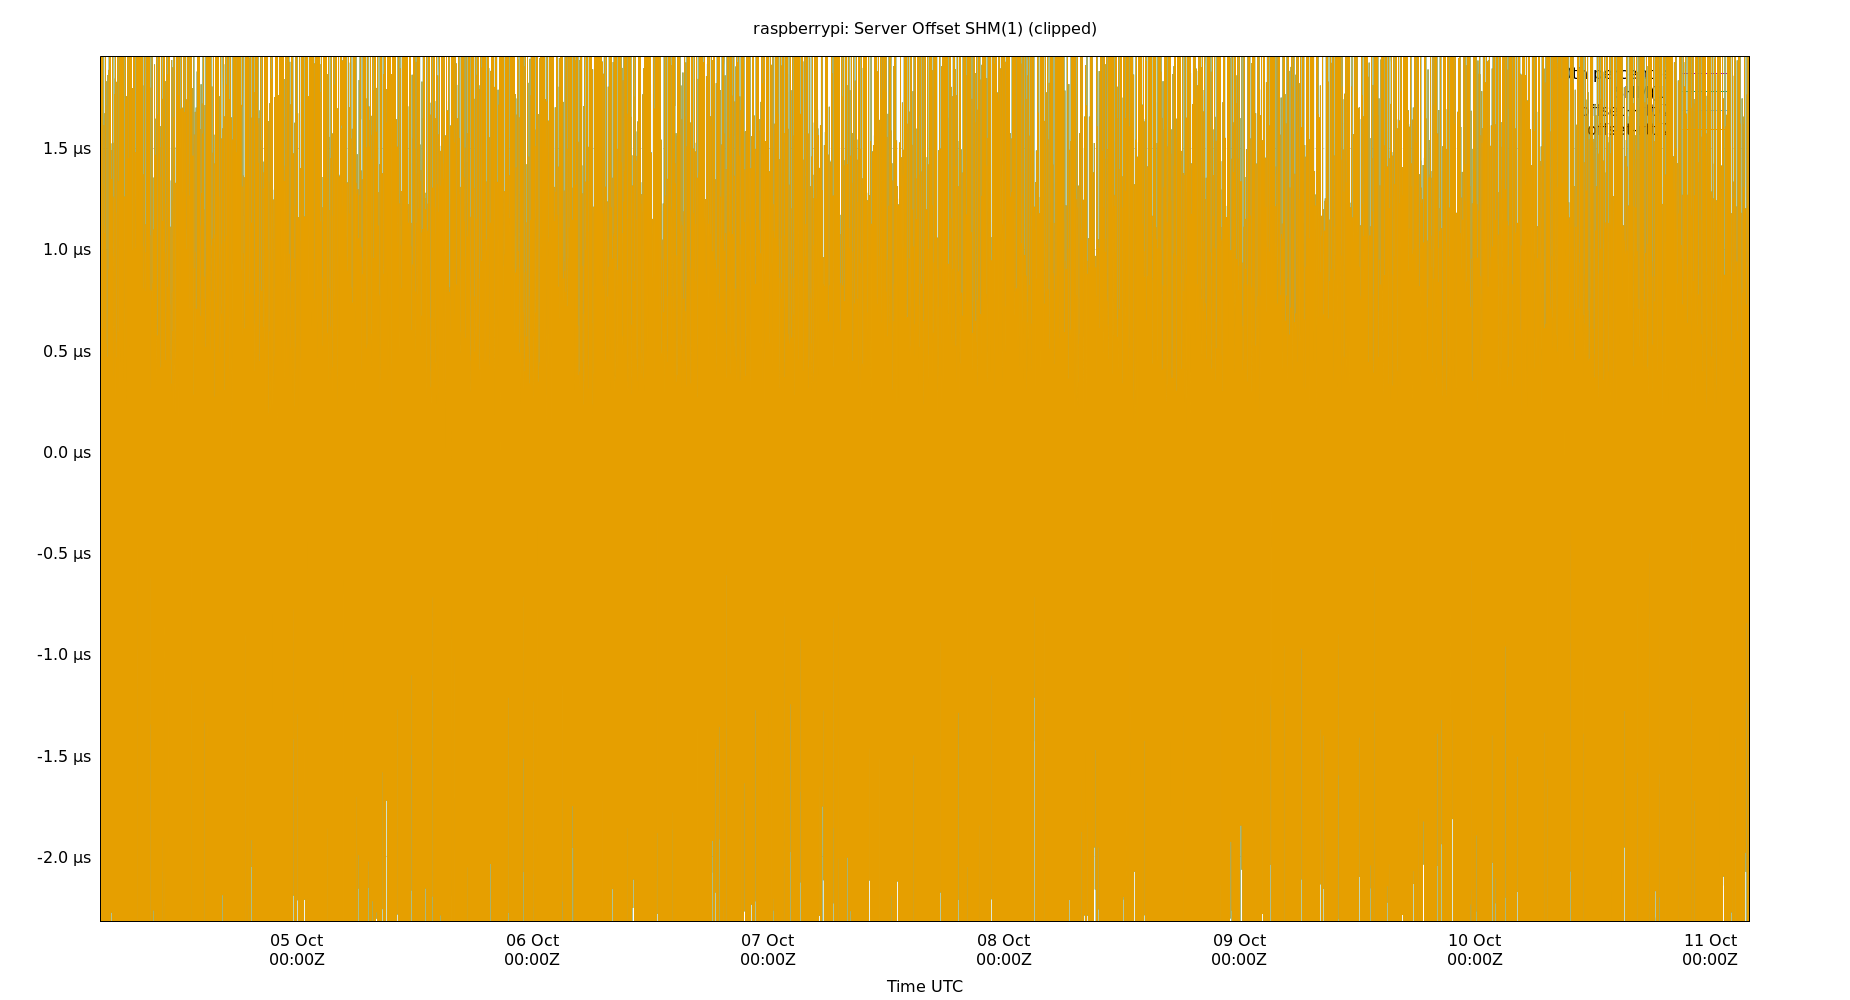 raspberrypi: Server Offset SHM(1) (clipped)
1.5 µs
1.0 µs
0.5 µs
0.0 µs
-0.5 µs
-1.0 µs
-1.5 µs
-2.0 µs
05 Oct 06 Oct 07 Oct 08 Oct 09 Oct 10 Oct 11 Oct
00:00Z 00:00Z 00:00Z 00:00Z 00:00Z 00:00Z 00:00Z
Time UTC